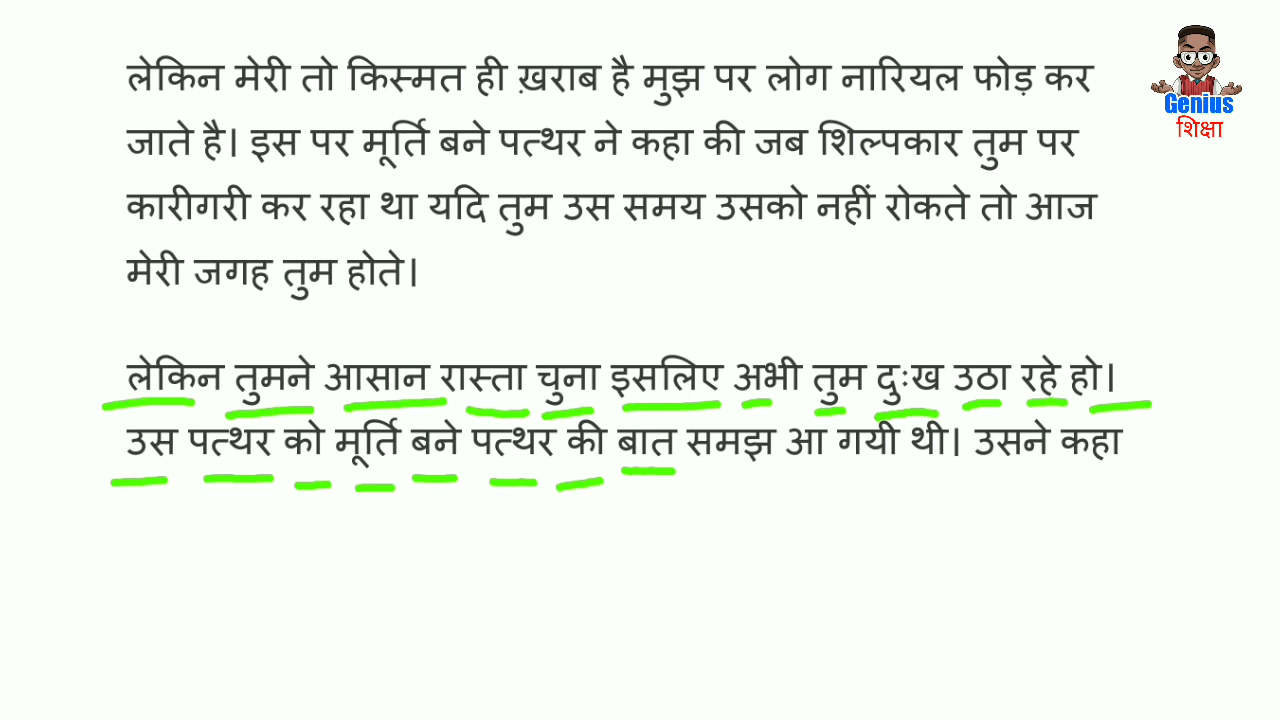 लेकिन मेरी तो किस्मत ही ख़राब है मुझ पर लोग नारियल फोड़ कर
जाते है। इस पर मूर्ति बने पत्थर ने कहा की जब शिल्पकार तुम पर
कारीगरी कर रहा था यदि तुम उस समय उसको नहीं रोकते तो आज
मेरी जगह तुम होते।
लेकिन तुमने आसान रास्ता चुना इसलिए अभी तुम दुःख उठा रहे हो।
उस पत्थर को मूर्ति बने पत्थर की बात समझ आ गयी थी। उसने कहा
Genius
शिक्षा